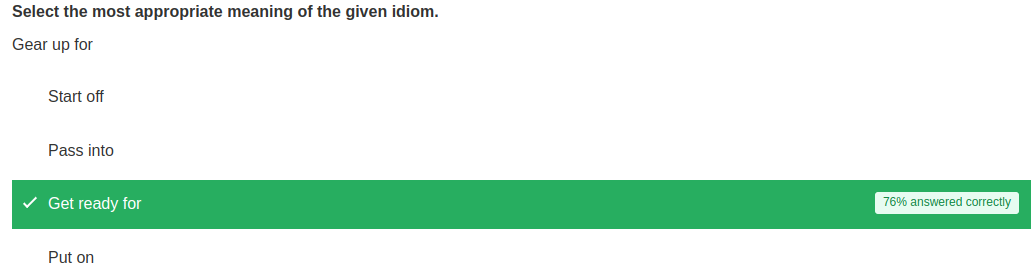 Select the most appropriate meaning of the given idiom.
Gear up for
Start off
Pass into
Get ready for 76% answered correctly
Put on